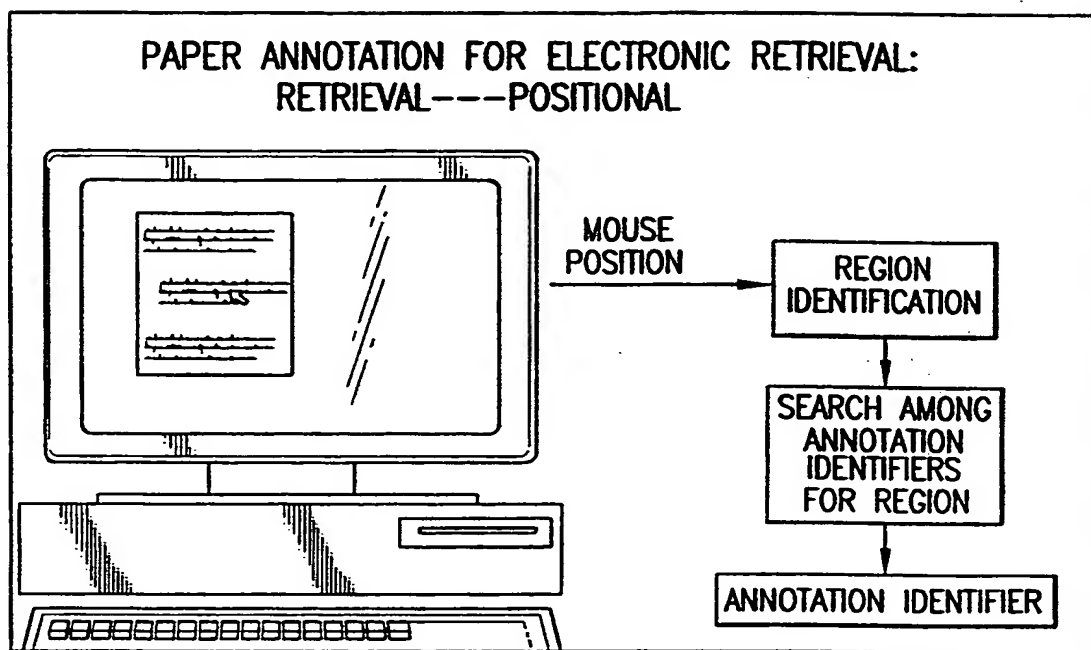 PAPER ANNOTATION FOR ELECTRONIC RETRIEVAL:
RETRIEVAL---POSITIONAL
MOUSE
POSITION
REGION
IDENTIFICATION
SEARCH AMONG
ANNOTATION
IDENTIFIERS
FOR REGION
ANNOTATION IDENTIFIER